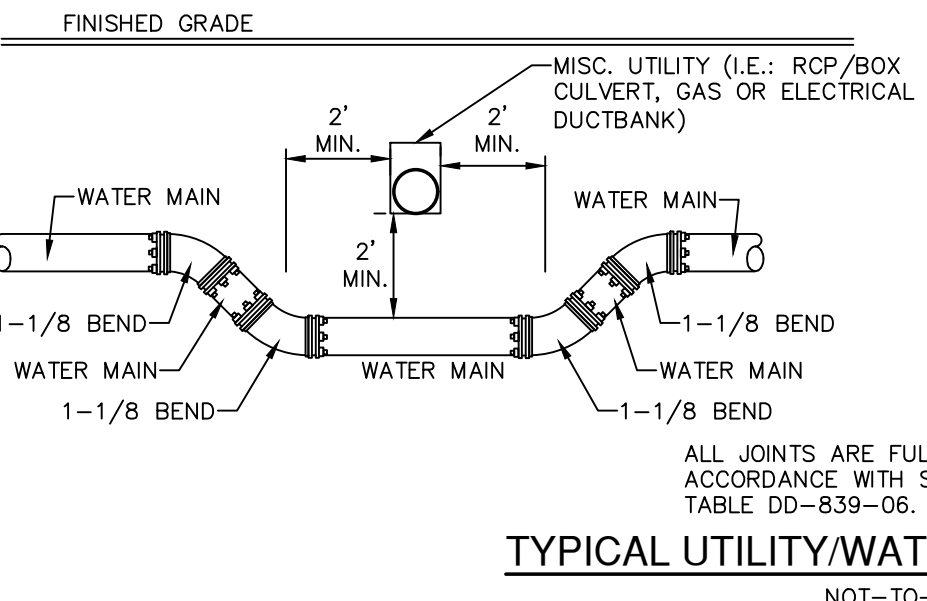 FINISHED GRADE
MISC. UTILITY (I.E.: RCP/BOX
CULVERT, GAS OR ELECTRICAL
DUCTBANK)
2'
MIN.
2'
MIN.
WATER MAIN
WATER MAIN
2'
MIN.
1-1/8 BEND
1-1/8 BEND
WATER MAIN
WATER MAIN
WATER MAIN
1-1/8 BEND
1-1/8 BEND
ALL JOINTS ARE FUL
ACCORDANCE WITH S
TABLE DD-839-06.
TYPICAL UTILITY/WAT
NOT-TO-